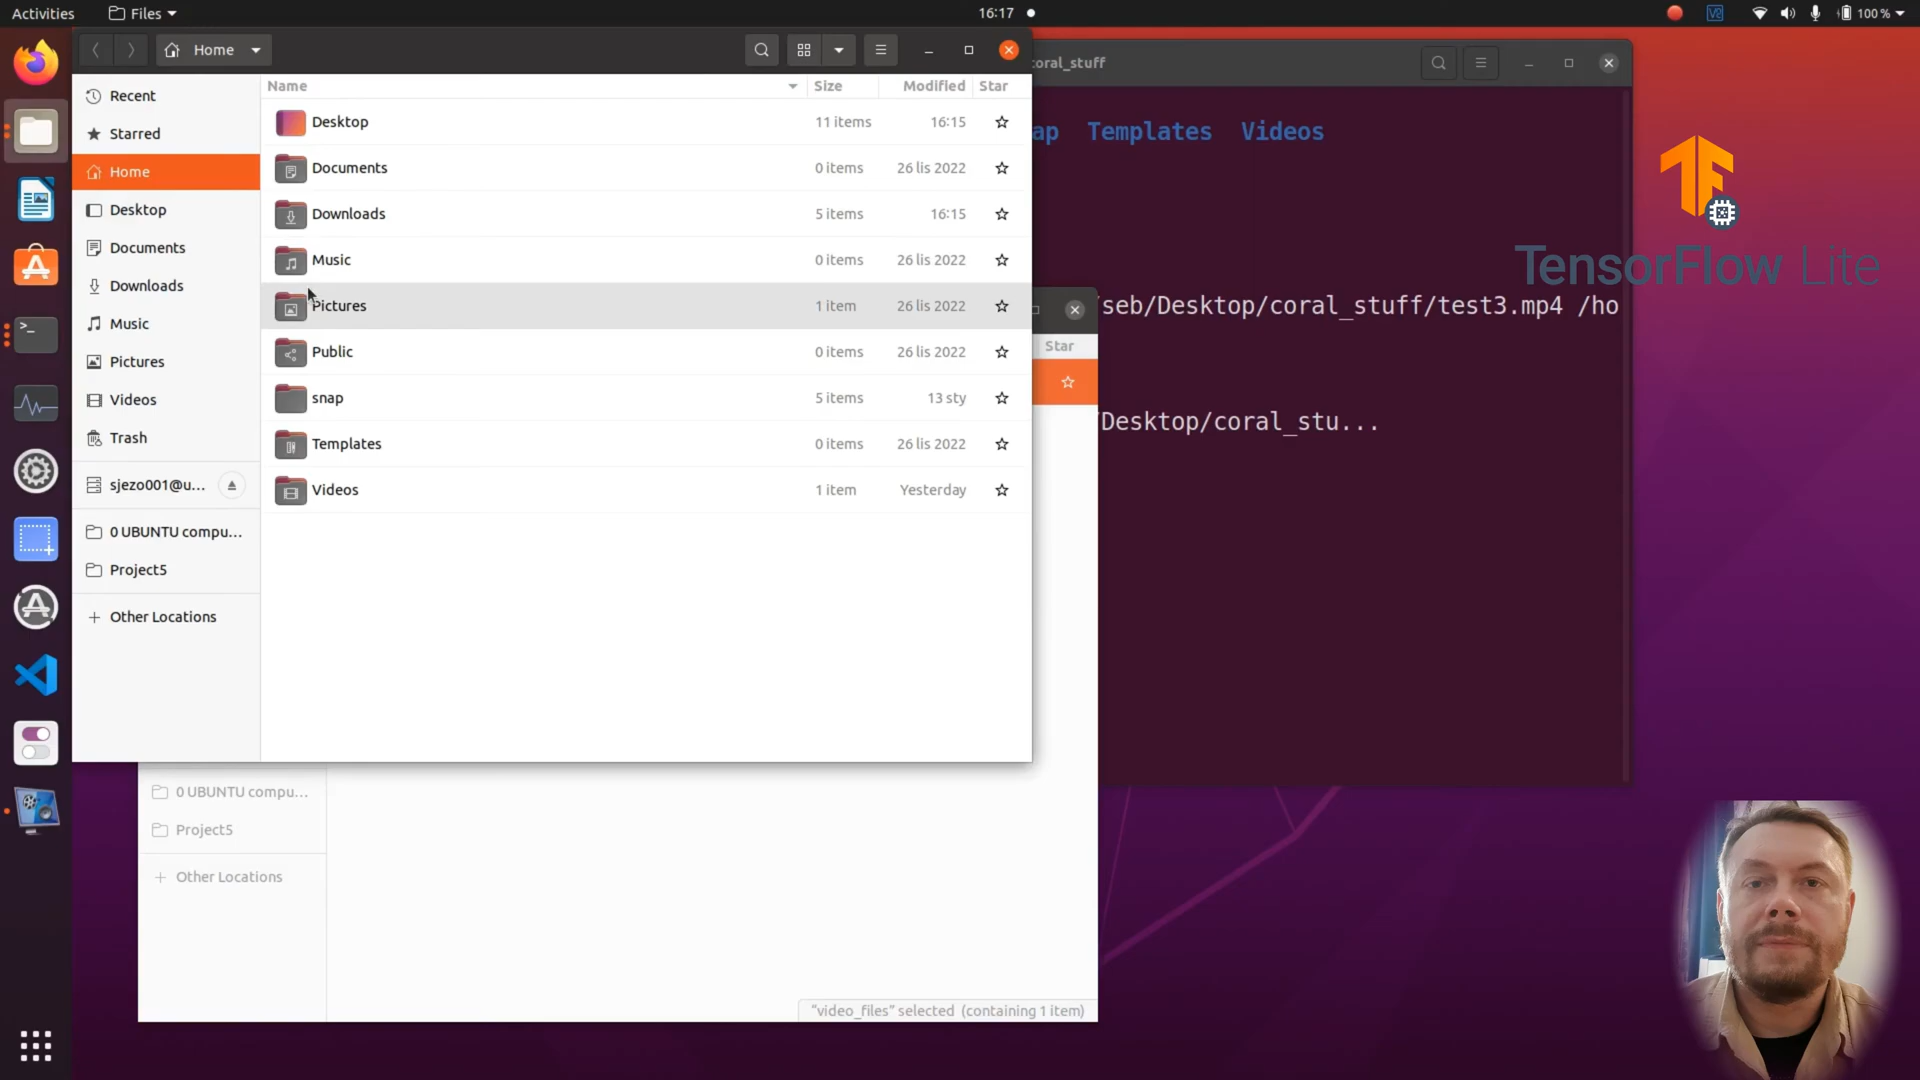 Activities
Files
16:17
100 %
Home
coral_stuff
Name
Size
Modified
Star
Recent
Starred
Home
Desktop
Documents
Downloads
Music
Pictures
Videos
Trash
sjezo001@u...
0 UBUNTU compu...
Project5
Other Locations
Desktop 11 items 16:15
Documents 0 items 26 lis 2022
Downloads 5 items 16:15
Music 0 items 26 lis 2022
Pictures 1 item 26 lis 2022
Public 0 items 26 lis 2022
snap 5 items 13 sty
Templates 0 items 26 lis 2022
Videos 1 item Yesterday
ap Templates Videos
seb/Desktop/coral_stuff/test3.mp4 /ho
/Desktop/coral_stu...
Star
TensorFlow Lite
0 UBUNTU compu...
Project5
Other Locations
"video_files" selected (containing 1 item)